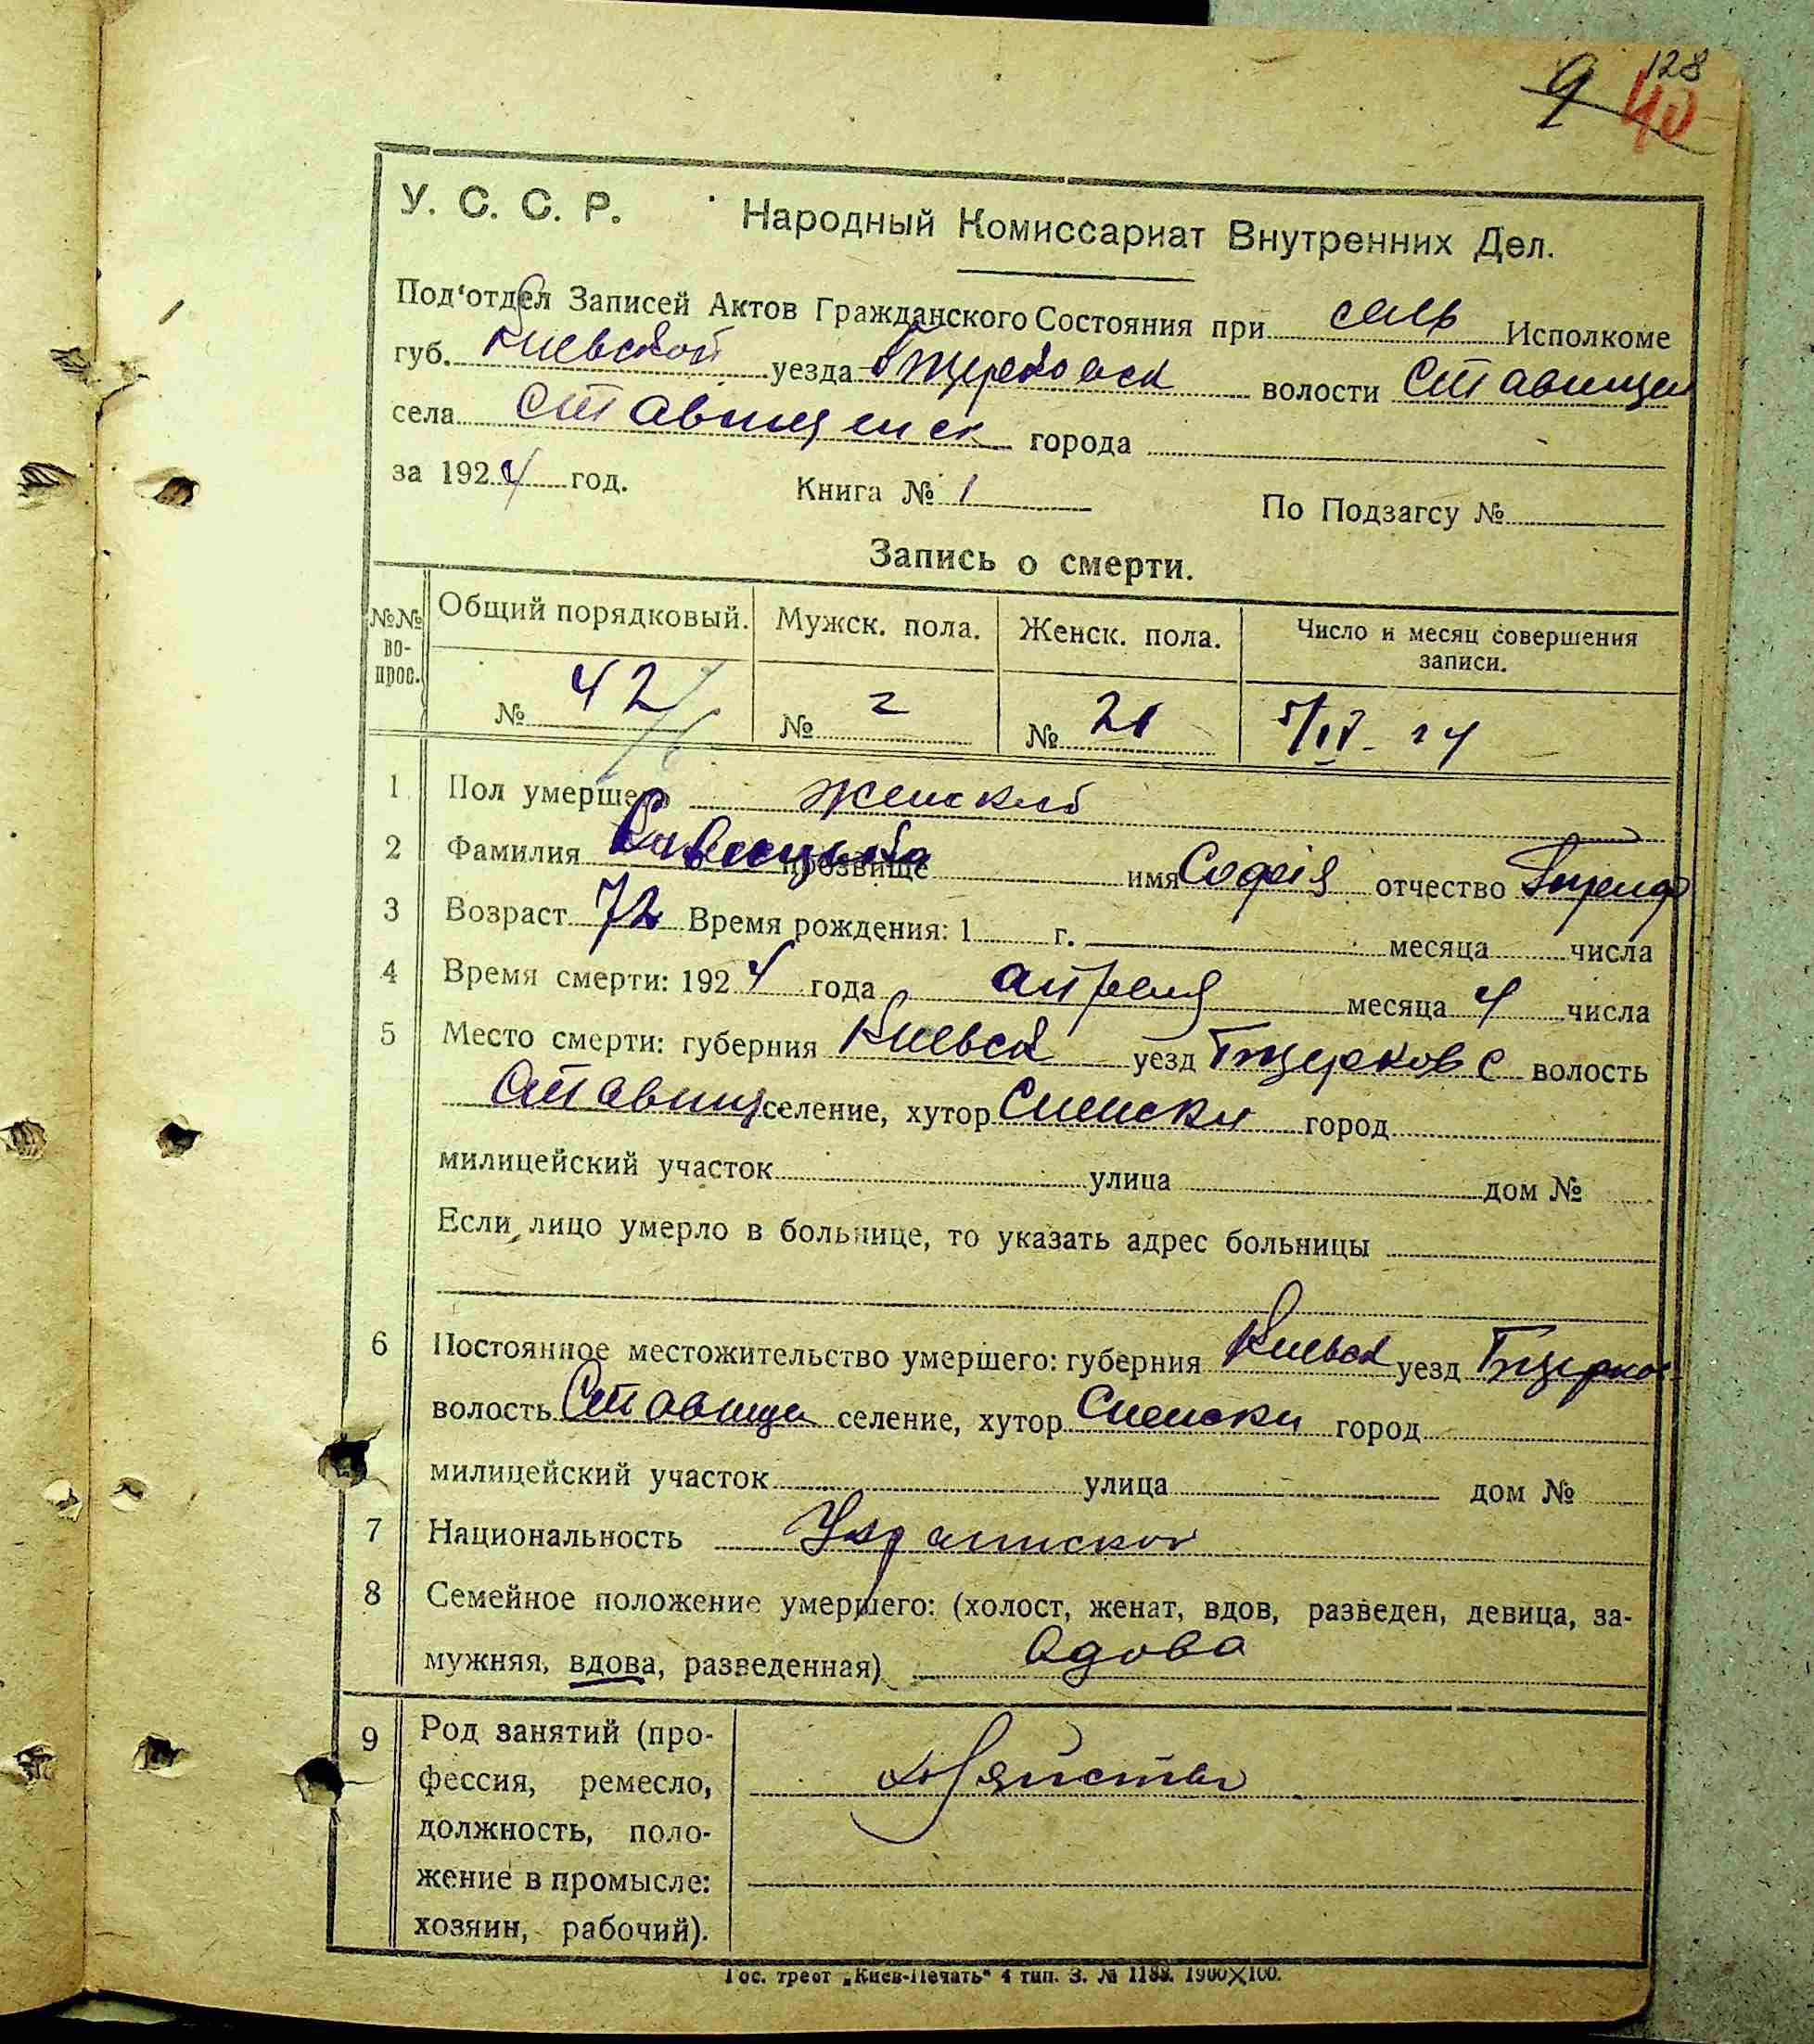 128
9 40
У. С. С. Р. Народный Комиссариат Внутренних Дел.
Под‘отдел Записей Актов Гражданского Состояния при сель Исполкоме
губ. Киевской уезда волости Ставищен
села города
за 1924 год. Книга № 1 По Подзагсу №
Запись о смерти.
№№ вопрос. Общий порядковый. Мужск. пола. Женск. пола. Число и месяц совершения записи.
№ 42 № № 21 5/IV - 24
1 Пол умершего женский
2 Фамилия прозвище имя Софія отчество
3 Возраст 72 Время рождения: 1 г. месяца числа
4 Время смерти: 1924 года апреля месяца 4 числа
5 Место смерти: губерния Киевск уезд Бцерковс волость
Ставищ селение, хутор город
милицейский участок улица дом №
Если лицо умерло в больнице, то указать адрес больницы
6 Постоянное местожительство умершего: губерния Киевск уезд Бцерков
волость Ставище селение, хутор город
милицейский участок улица дом №
7 Национальность
8 Семейное положение умершего: (холост, женат, вдов, разведен, девица, за-
мужняя, вдова, разведенная) вдова
9 Род занятий (про-
фессия, ремесло,
должность, поло-
жение в промысле:
хозяин, рабочий).
Гос. трест „Киев-Печать“ 4 тип. З. № 1188. 1900×100.